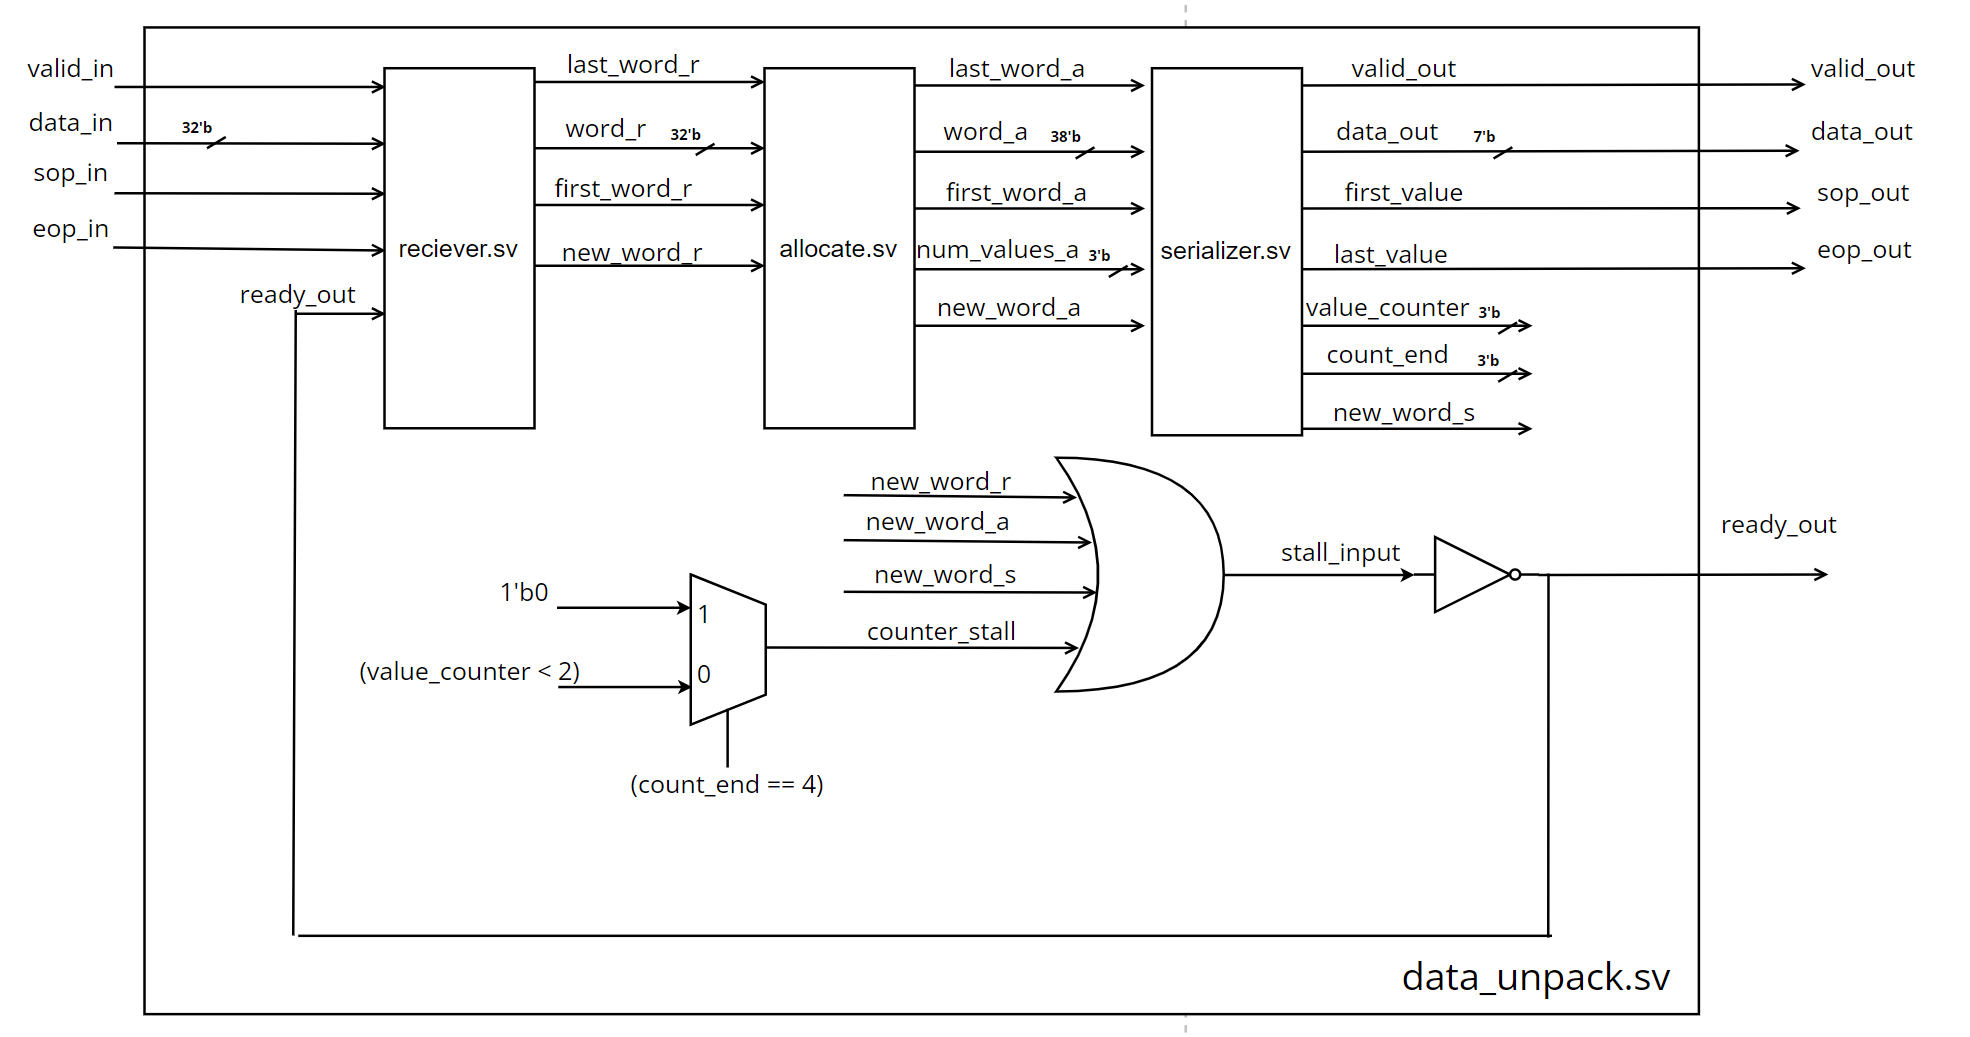 valid_in
data_in
32'b
sop_in
eop_in
ready_out
reciever.sv
last_word_r
word_r 32'b
first_word_r
new_word_r
allocate.sv
last_word_a
word_a 38'b
first_word_a
num_values_a 3'b
new_word_a
serializer.sv
valid_out
data_out 7'b
first_value
last_value
value_counter 3'b
count_end 3'b
new_word_s
valid_out
data_out
sop_out
eop_out
new_word_r
new_word_a
new_word_s
counter_stall
1'b0
1
(value_counter < 2)
0
(count_end == 4)
stall_input
ready_out
data_unpack.sv